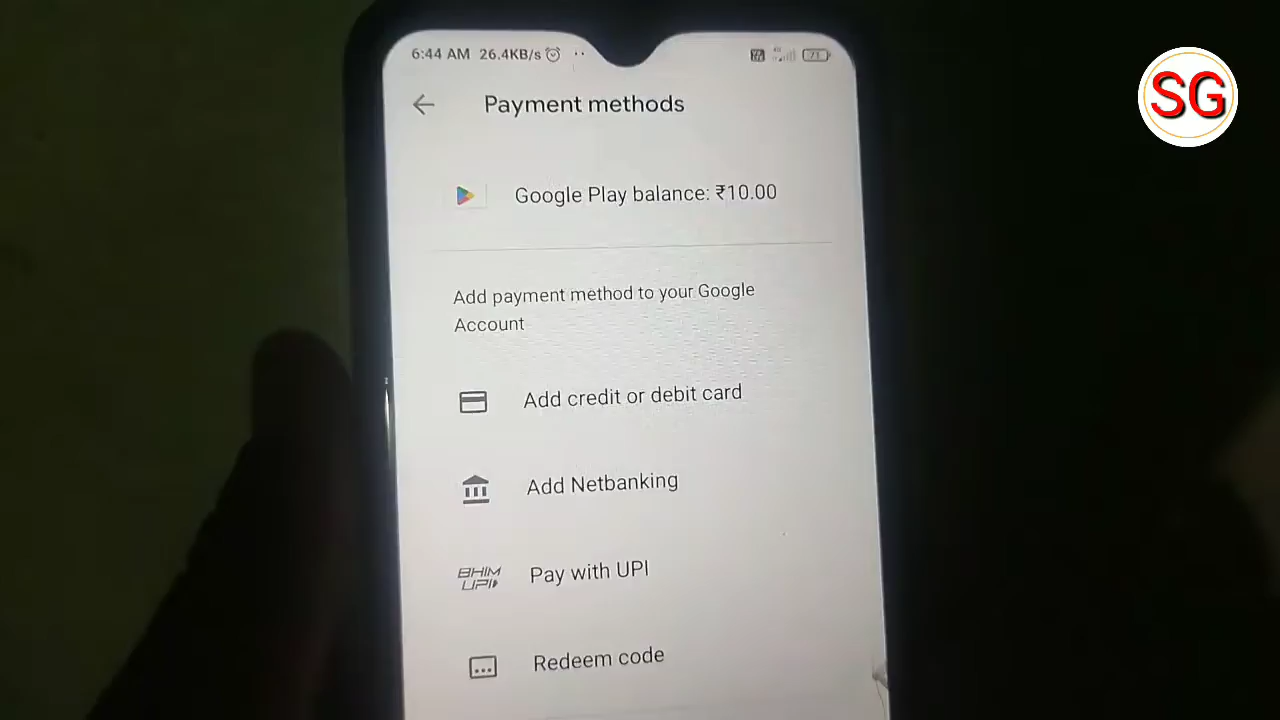 6:44 AM 26.4KB/s
71
SG
Payment methods
Google Play balance: ₹10.00
Add payment method to your Google
Account
Add credit or debit card
Add Netbanking
BHIM
UPI
Pay with UPI
Redeem code